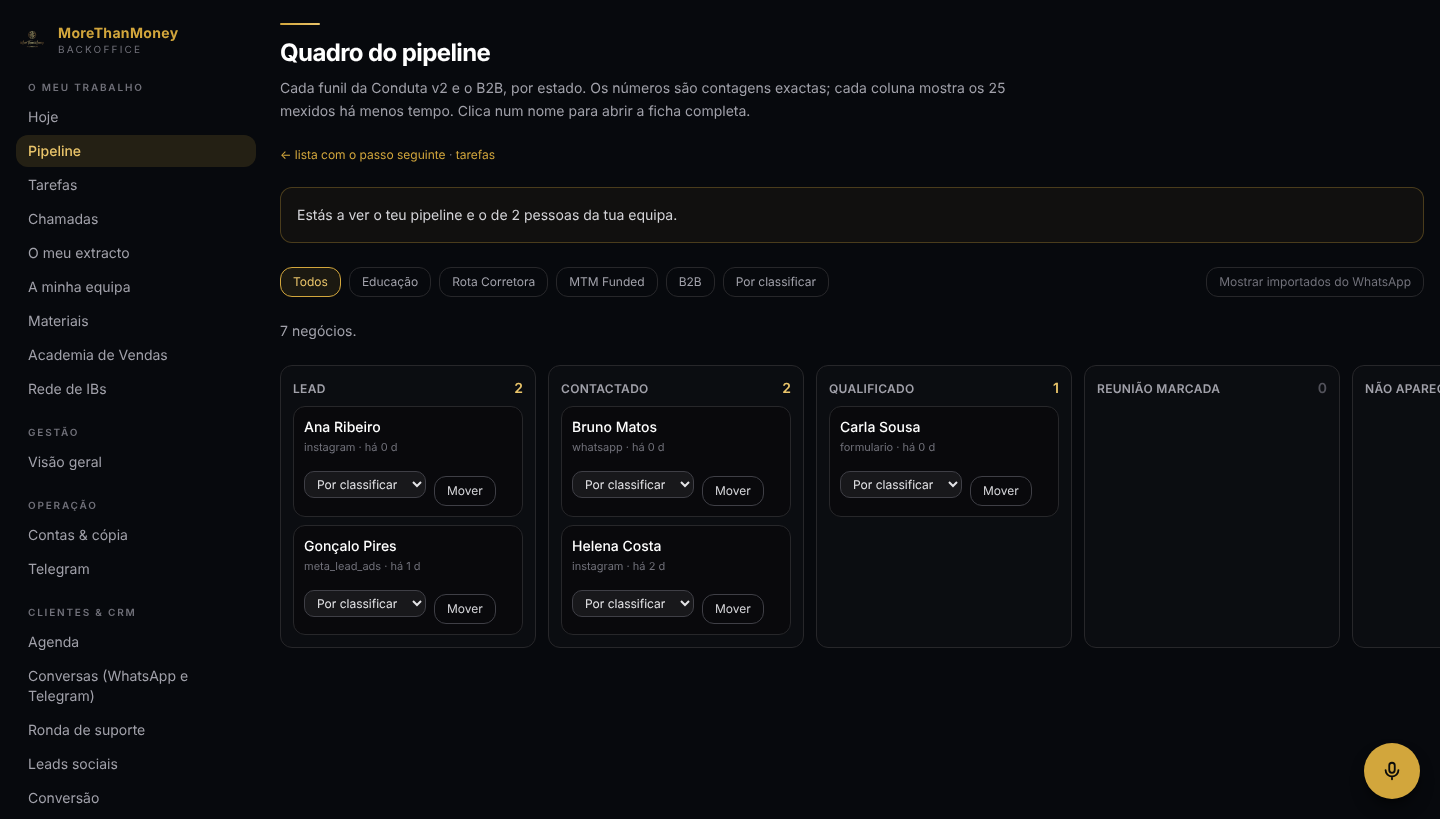 MoreThanMoney
BACKOFFICE
O MEU TRABALHO
Hoje
Pipeline
Tarefas
Chamadas
O meu extracto
A minha equipa
Materiais
Academia de Vendas
Rede de IBs
GESTÃO
Visão geral
OPERAÇÃO
Contas & cópia
Telegram
CLIENTES & CRM
Agenda
Conversas (WhatsApp e
Telegram)
Ronda de suporte
Leads sociais
Conversão
Quadro do pipeline
Cada funil da Conduta v2 e o B2B, por estado. Os números são contagens exactas; cada coluna mostra os 25
mexidos há menos tempo. Clica num nome para abrir a ficha completa.
← lista com o passo seguinte · tarefas
Estás a ver o teu pipeline e o de 2 pessoas da tua equipa.
Todos Educação Rota Corretora MTM Funded B2B Por classificar Mostrar importados do WhatsApp
7 negócios.
LEAD 2
Ana Ribeiro
instagram · há 0 d
Por classificar Mover
Gonçalo Pires
meta_lead_ads · há 1 d
Por classificar Mover
CONTACTADO 2
Bruno Matos
whatsapp · há 0 d
Por classificar Mover
Helena Costa
instagram · há 2 d
Por classificar Mover
QUALIFICADO 1
Carla Sousa
formulario · há 0 d
Por classificar Mover
REUNIÃO MARCADA 0
NÃO